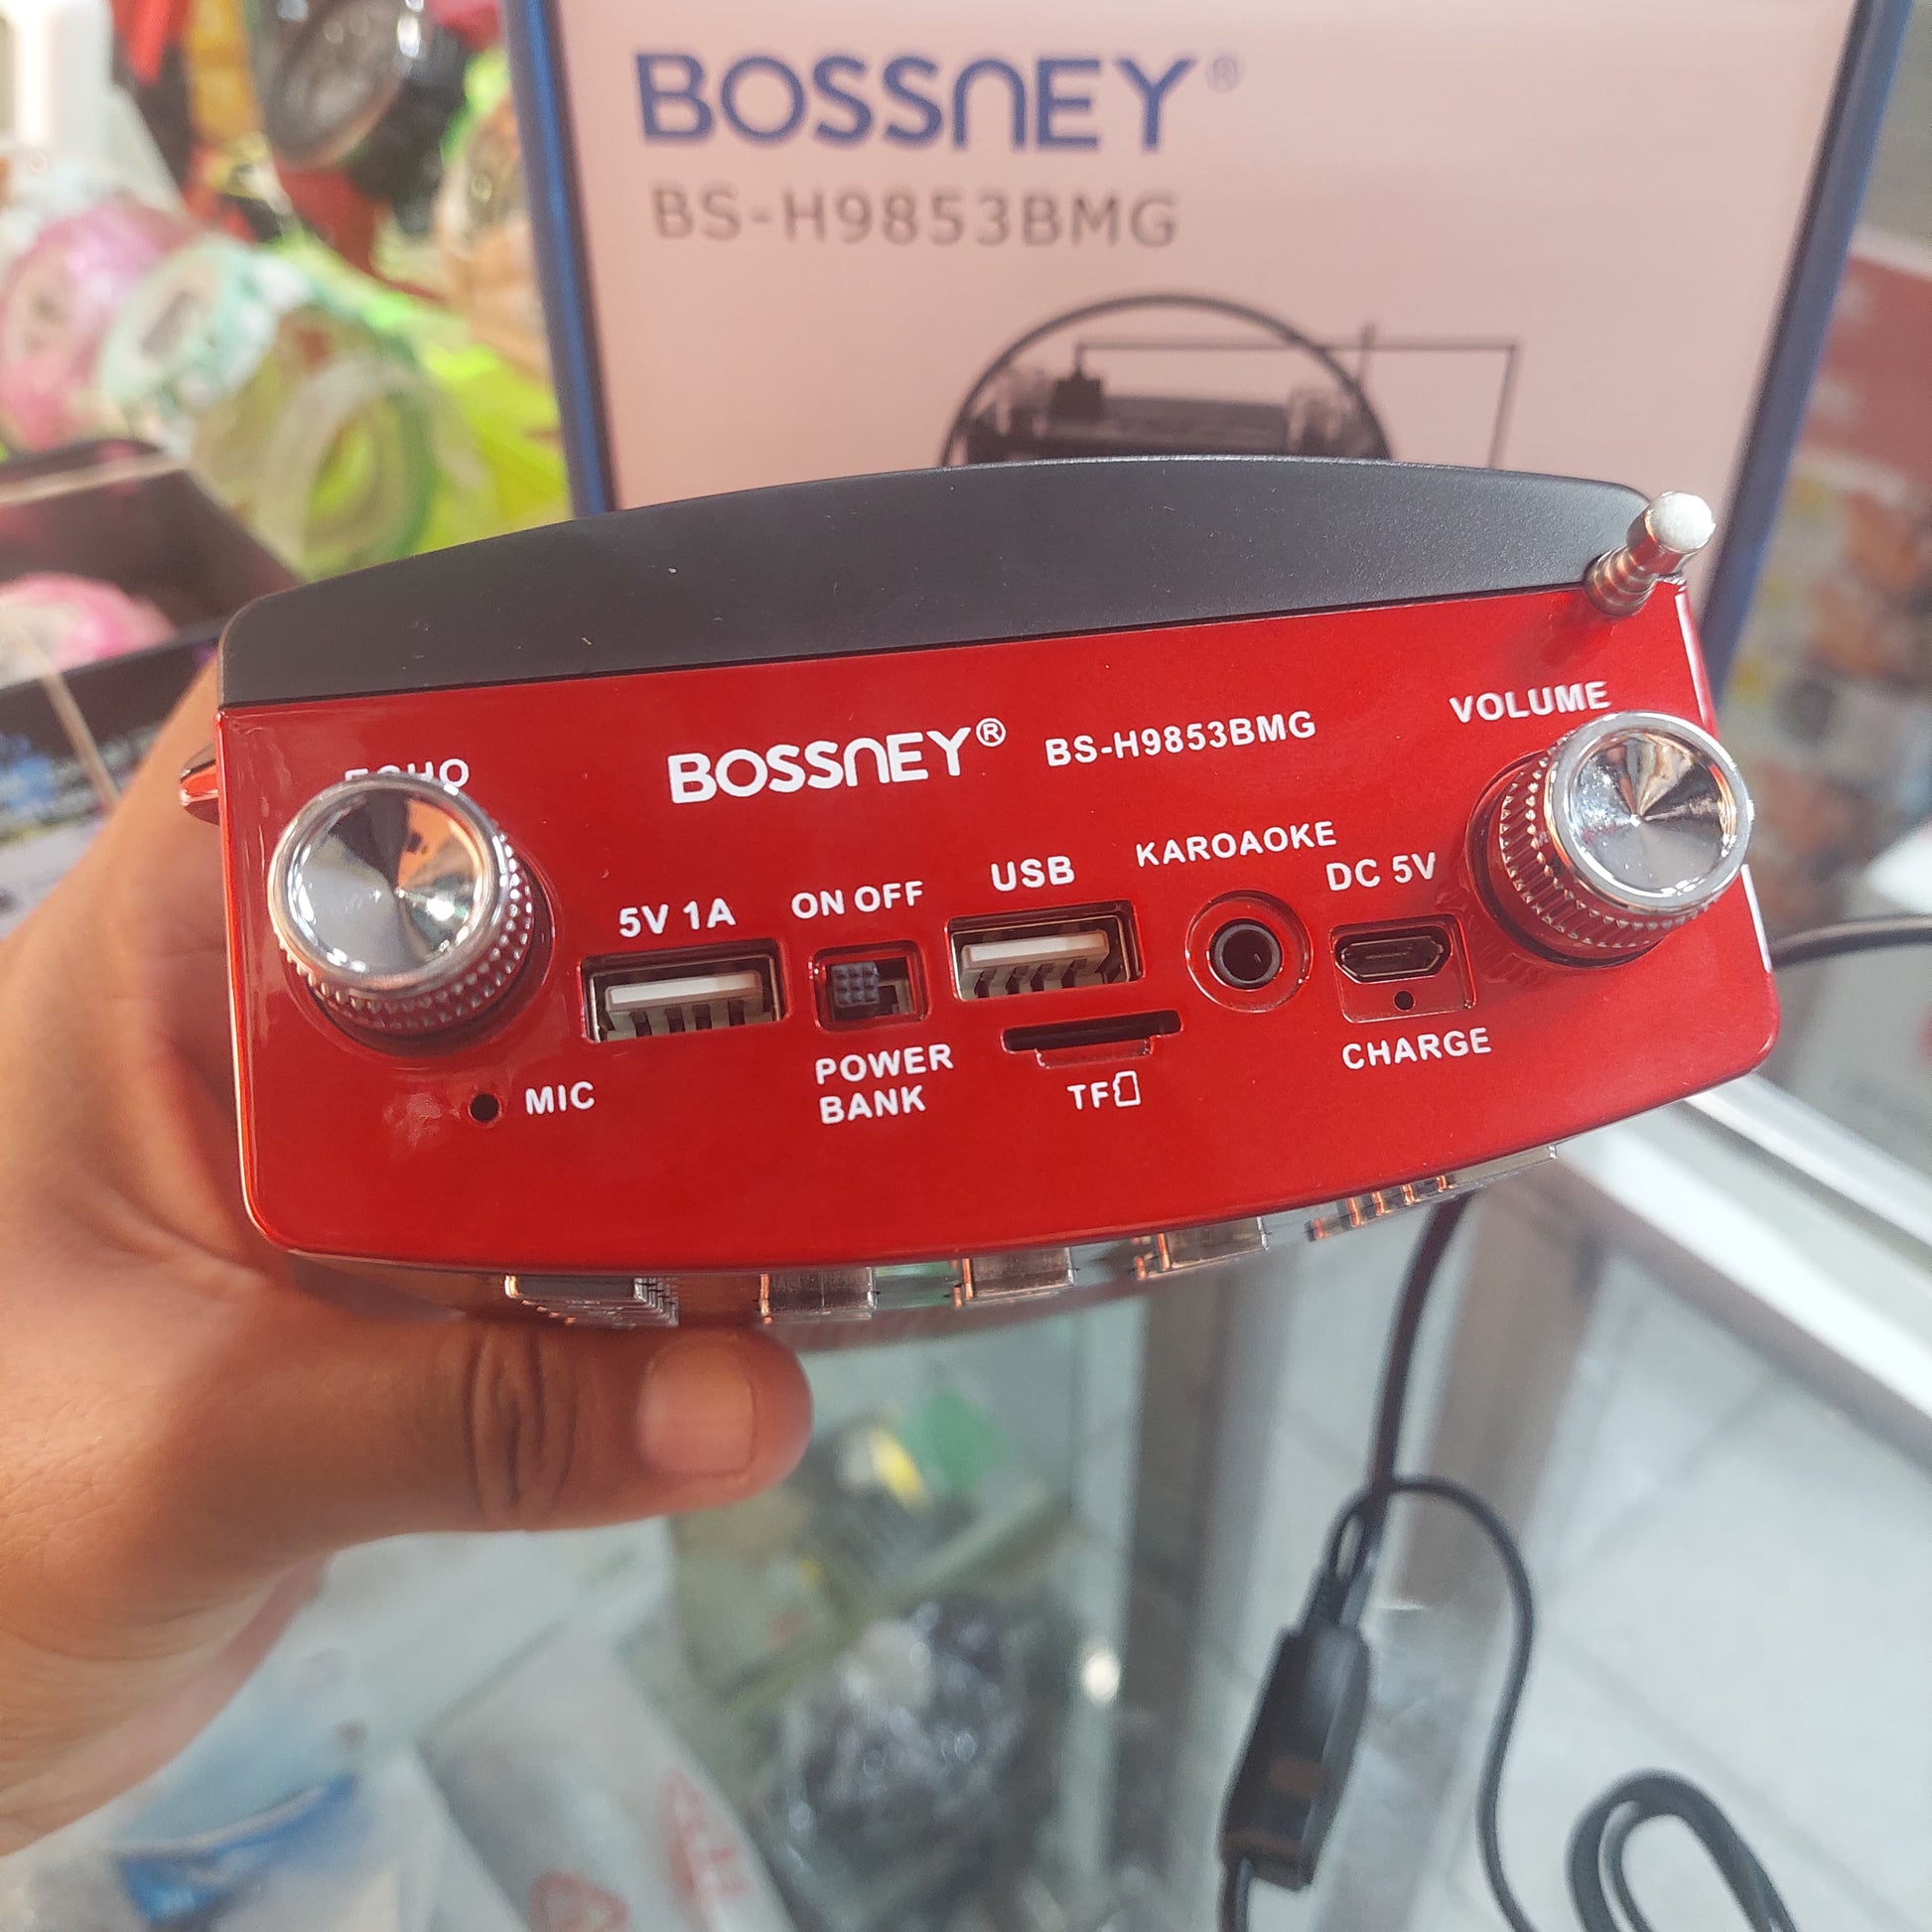 BOSSNEY®
BS-H9853BMG
BOSSNEY® BS-H9853BMG
VOLUME
ECHO
5V 1A
ON OFF
USB
KAROAOKE
DC 5V
MIC
POWER
BANK
TF
CHARGE